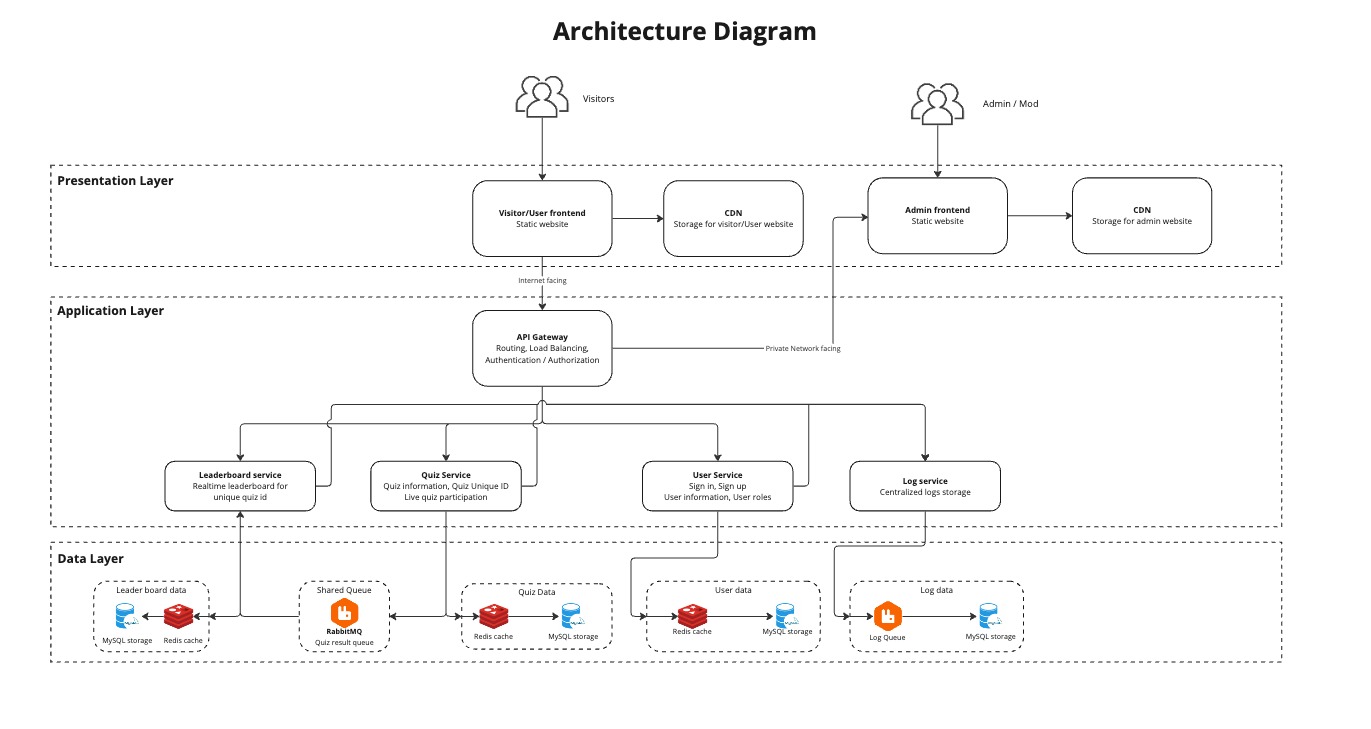 Architecture Diagram
Visitors
Admin / Mod
Presentation Layer
Visitor/User frontend
Static website
CDN
Storage for visitor/User website
Admin frontend
Static website
CDN
Storage for admin website
Internet facing
Application Layer
API Gateway
Routing, Load Balancing,
Authentication / Authorization
Private Network facing
Leaderboard service
Realtime leaderboard for
unique quiz id
Quiz Service
Quiz information, Quiz Unique ID
Live quiz participation
User Service
Sign in, Sign up
User information, User roles
Log service
Centralized logs storage
Data Layer
Leader board data
MySQL storage
Redis cache
Shared Queue
RabbitMQ
Quiz result queue
Quiz Data
Redis cache
MySQL storage
User data
Redis cache
MySQL storage
Log data
Log Queue
MySQL storage